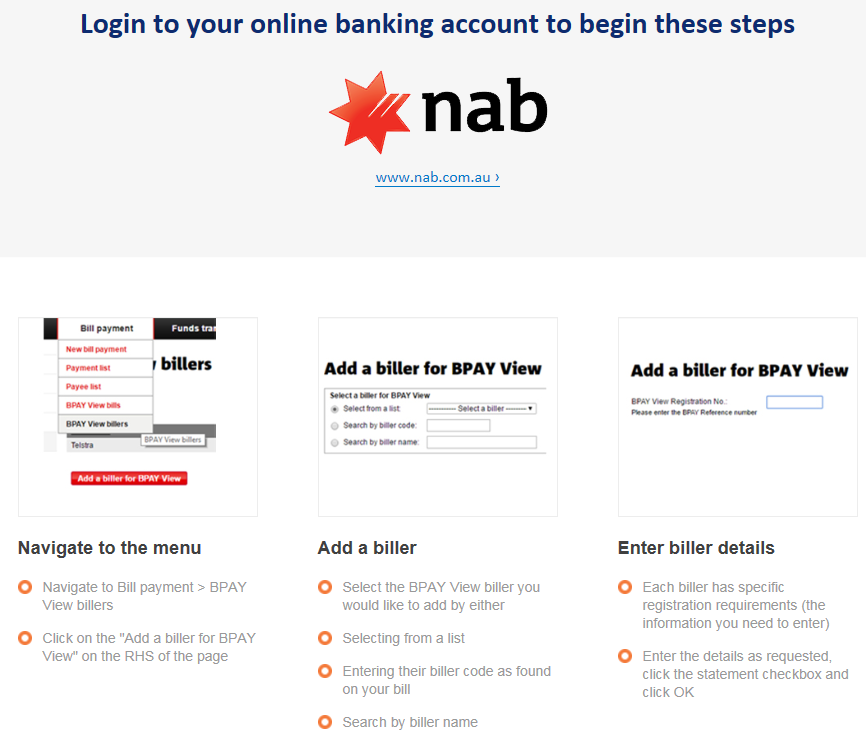 Login to your online banking account to begin these steps
nab
www.nab.com.au ›
Bill payment
Funds tra
New bill payment
Payment list
billers
Payee list
BPAY View bills
BPAY View billers
BPAY View billers
Telstra
Add a biller for BPAY View
Add a biller for BPAY View
Select a biller for BPAY View
Select from a list:
---------- Select a biller --------
Search by biller code:
Search by biller name:
Add a biller for BPAY View
BPAY View Registration No.:
Please enter the BPAY Reference number
Navigate to the menu
Navigate to Bill payment > BPAY
View billers
Click on the "Add a biller for BPAY
View" on the RHS of the page
Add a biller
Select the BPAY View biller you
would like to add by either
Selecting from a list
Entering their biller code as found
on your bill
Search by biller name
Enter biller details
Each biller has specific
registration requirements (the
information you need to enter)
Enter the details as requested,
click the statement checkbox and
click OK